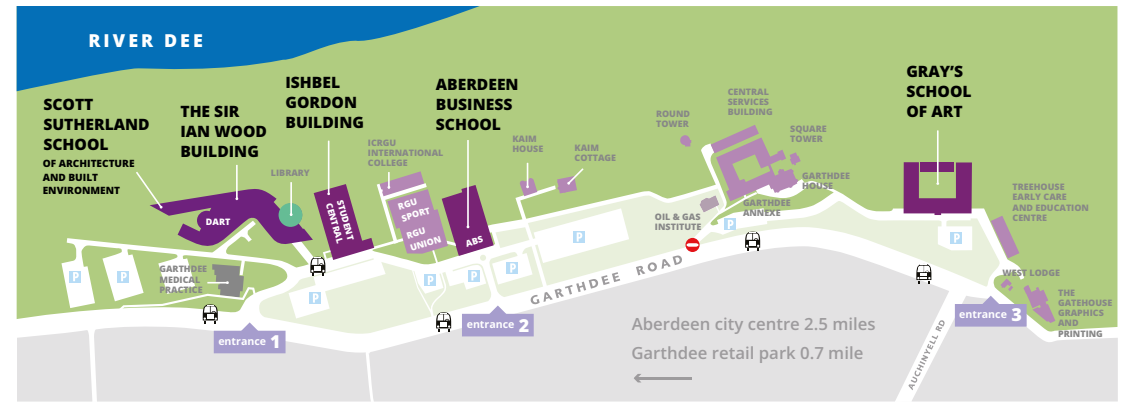 RIVER DEE
SCOTT
SUTHERLAND
SCHOOL
OF ARCHITECTURE
AND BUILT
ENVIRONMENT
THE SIR
IAN WOOD
BUILDING
LIBRARY
ISHBEL
GORDON
BUILDING
ICRGU
INTERNATIONAL
COLLEGE
ABERDEEN
BUSINESS
SCHOOL
KAIM
HOUSE
KAIM
COTTAGE
ROUND
TOWER
CENTRAL
SERVICES
BUILDING
SQUARE
TOWER
GARTHDEE
HOUSE
GARTHDEE
ANNEXE
OIL & GAS
INSTITUTE
GRAY'S
SCHOOL
OF ART
TREEHOUSE
EARLY CARE
AND EDUCATION
CENTRE
WEST LODGE
THE
GATEHOUSE
GRAPHICS
AND
PRINTING
DART
STUDENT
CENTRAL
RGU
SPORT
RGU
UNION
ABS
GARTHDEE
MEDICAL
PRACTICE
P
P
P
P
P
P
P
P
P
P
GARTHDEE ROAD
AUCHINYELL RD
entrance 1
entrance 2
entrance 3
Aberdeen city centre 2.5 miles
Garthdee retail park 0.7 mile